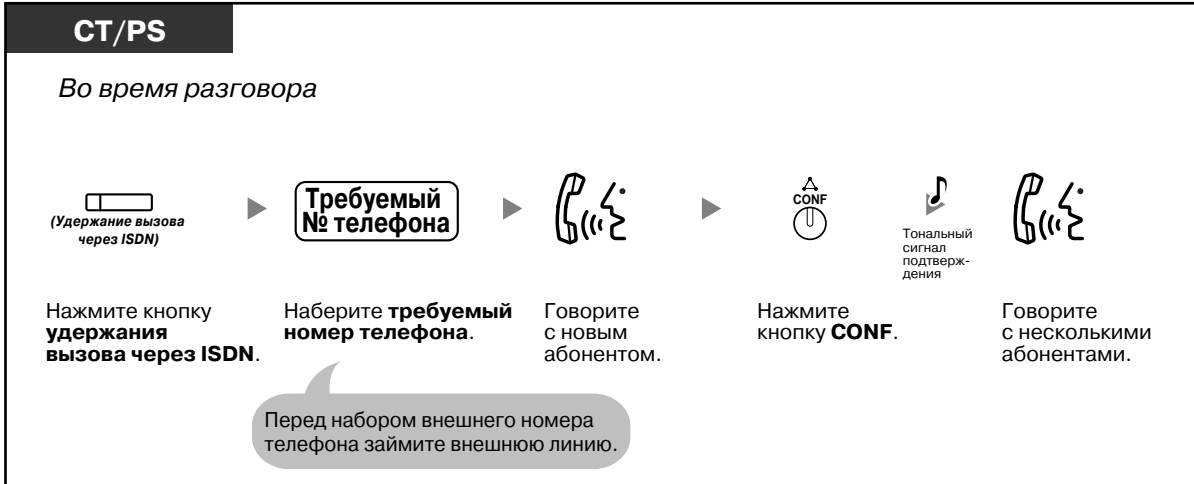 СТ/PS
Во время разговора
(Удержание вызова
через ISDN)
Требуемый
№ телефона
CONF
Тональный
сигнал
подтверж-
дения
Нажмите кнопку
удержания
вызова через ISDN.
Наберите требуемый
номер телефона.
Говорите
с новым
абонентом.
Нажмите
кнопку CONF.
Говорите
с несколькими
абонентами.
Перед набором внешнего номера
телефона займите внешнюю линию.